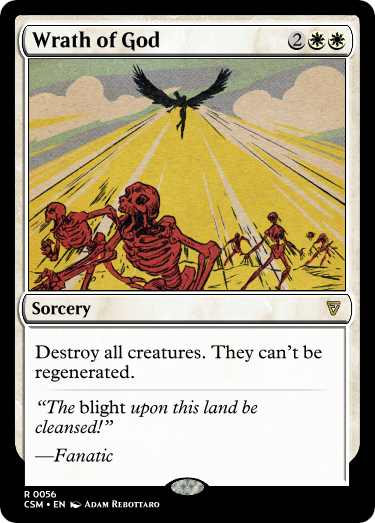 Wrath of God 2
Sorcery
Destroy all creatures. They can't be
regenerated.
"The blight upon this land be
cleansed!"
—Fanatic
R 0056
CSM • EN Adam Rebottaro